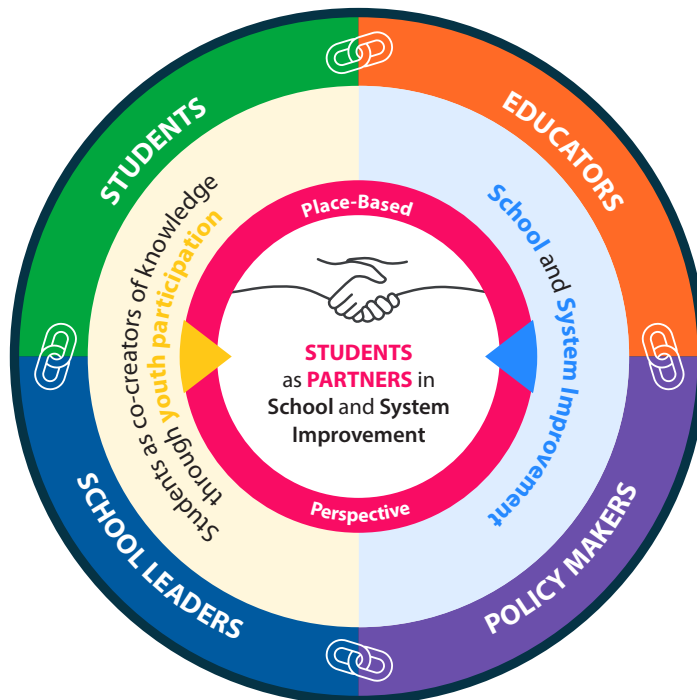 STUDENTS
EDUCATORS
Students as co-creators of knowledge
through youth participation
Place-Based
School and System Improvement
STUDENTS
as PARTNERS in
School and System
Improvement
Perspective
SCHOOL LEADERS
POLICY MAKERS